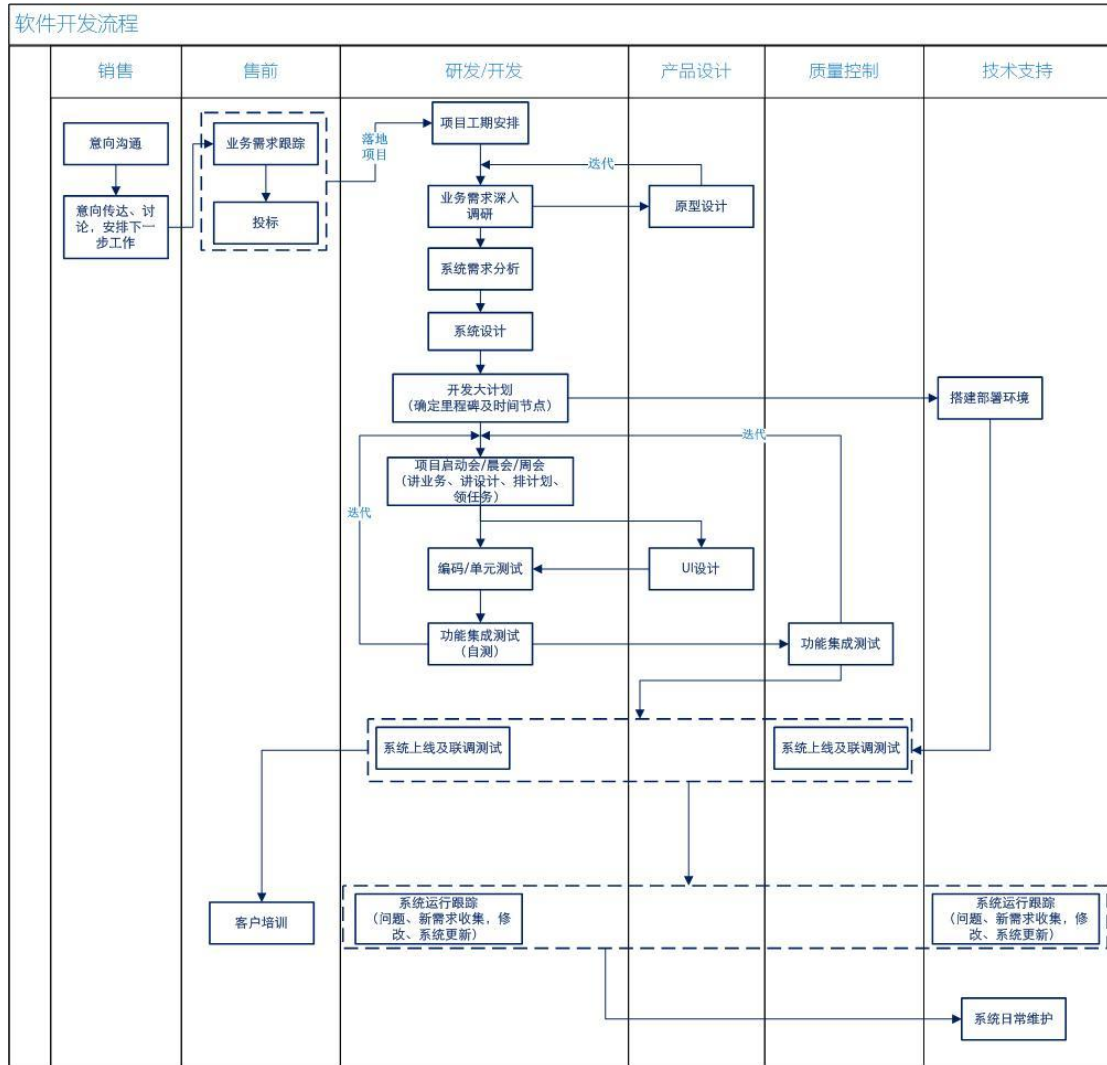 软件开发流程
销售
售前
研发/开发
产品设计
质量控制
技术支持
意向沟通
意向传达、讨
论，安排下一
步工作
业务需求跟踪
投标
落地
项目
项目工期安排
迭代
业务需求深入
调研
原型设计
系统需求分析
系统设计
开发大计划
（确定里程碑及时间节点）
搭建部署环境
迭代
项目启动会/晨会/周会
（讲业务、讲设计、排计划、
领任务）
迭代
编码/单元测试
UI设计
功能集成测试
（自测）
功能集成测试
系统上线及联调测试
系统上线及联调测试
客户培训
系统运行跟踪
（问题、新需求收集，修
改、系统更新）
系统运行跟踪
（问题、新需求收集，修
改、系统更新）
系统日常维护